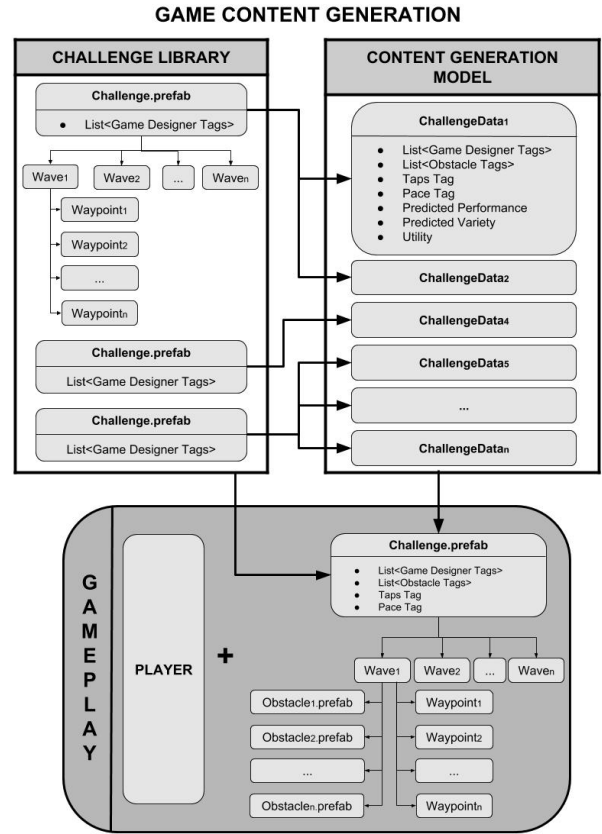 GAME CONTENT GENERATION
CHALLENGE LIBRARY
Challenge.prefab
● List<Game Designer Tags>
Wave1
Wave2
...
Waven
Waypoint1
Waypoint2
...
Waypointn
Challenge.prefab
List<Game Designer Tags>
Challenge.prefab
List<Game Designer Tags>
CONTENT GENERATION
MODEL
ChallengeData1
● List<Game Designer Tags>
● List<Obstacle Tags>
● Taps Tag
● Pace Tag
● Predicted Performance
● Predicted Variety
● Utility
ChallengeData2
ChallengeData4
ChallengeData5
...
ChallengeDatan
GAMEPLAY
PLAYER
+
Challenge.prefab
● List<Game Designer Tags>
● List<Obstacle Tags>
● Taps Tag
● Pace Tag
Wave1
Wave2
...
Waven
Obstacle1.prefab
Waypoint1
Obstacle2.prefab
Waypoint2
...
...
Obstaclen.prefab
Waypointn